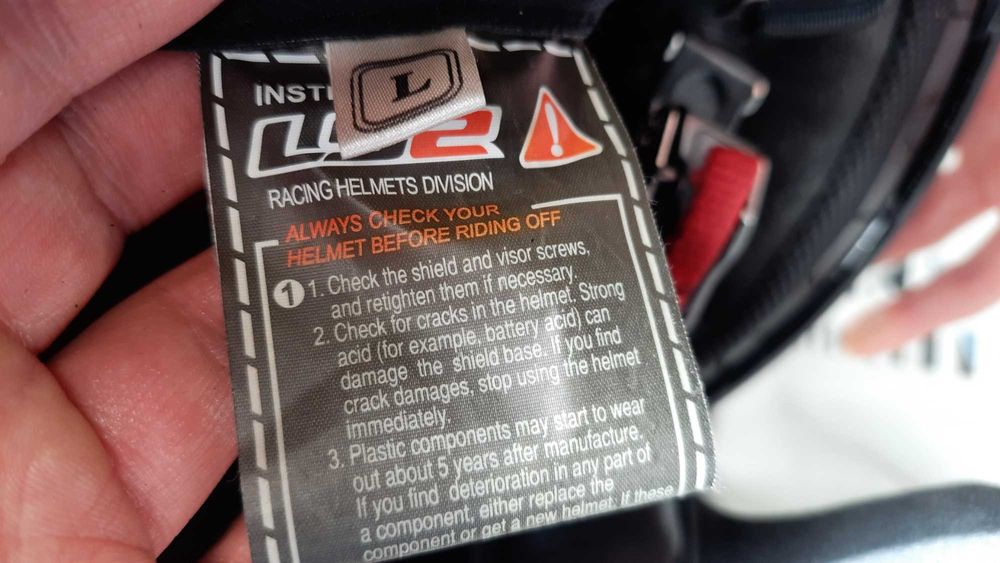 L
LS2
RACING HELMETS DIVISION
ALWAYS CHECK YOUR
HELMET BEFORE RIDING OFF
1 1. Check the shield and visor screws,
and retighten them if necessary.
2. Check for cracks in the helmet. Strong
acid (for example, battery acid) can
damage the shield base. If you find
crack damages, stop using the helmet
immediately.
3. Plastic components may start to wear
out about 5 years after manufacture.
If you find deterioration in any part of
a component, either replace the
component or get a new helmet. If these